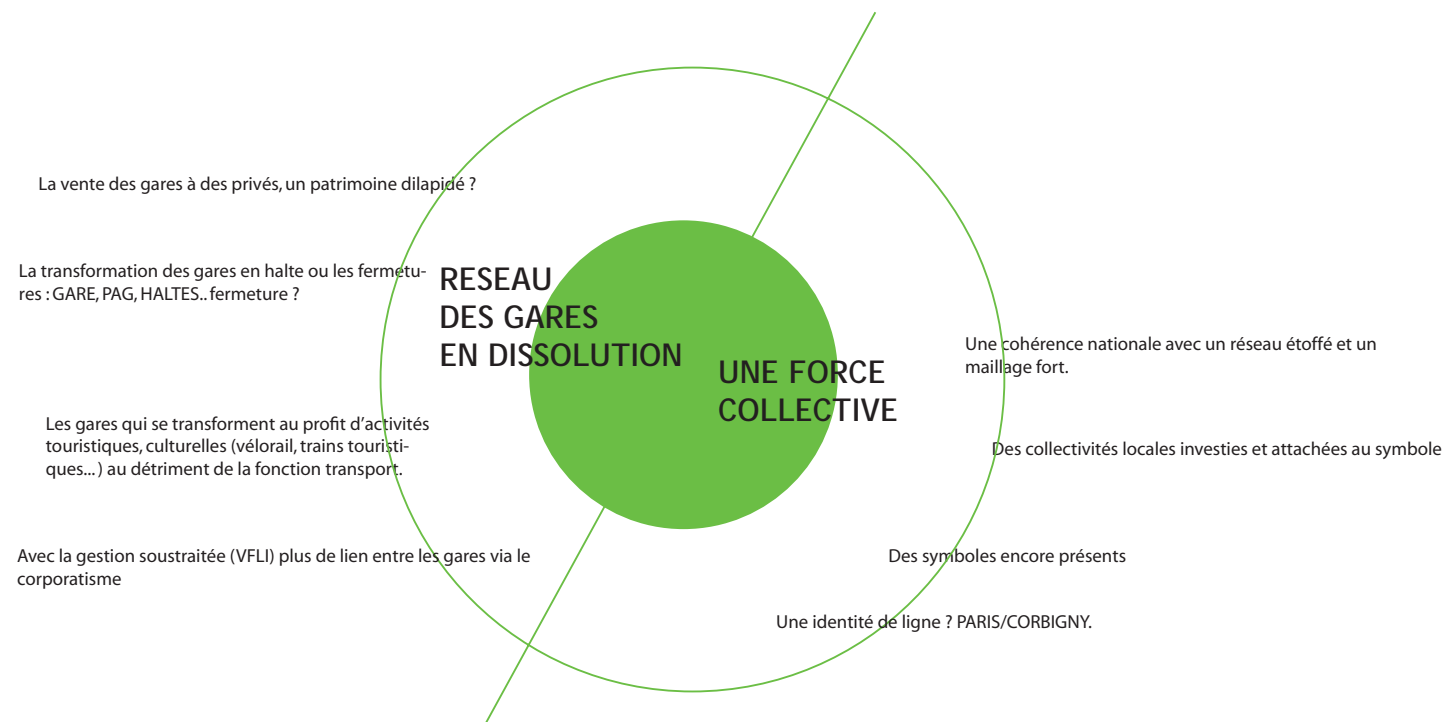 La vente des gares à des privés, un patrimoine dilapidé ?
La transformation des gares en halte ou les fermetu-
res : GARE, PAG, HALTES.. fermeture ?
RESEAU
DES GARES
EN DISSOLUTION
Les gares qui se transforment au profit d'activités
touristiques, culturelles (vélorail, trains touristi-
ques... ) au détriment de la fonction transport.
Avec la gestion soustraitée (VFLI) plus de lien entre les gares via le
corporatisme
UNE FORCE
COLLECTIVE
Une cohérence nationale avec un réseau étoffé et un
maillage fort.
Des collectivités locales investies et attachées au symbole
Des symboles encore présents
Une identité de ligne ? PARIS/CORBIGNY.